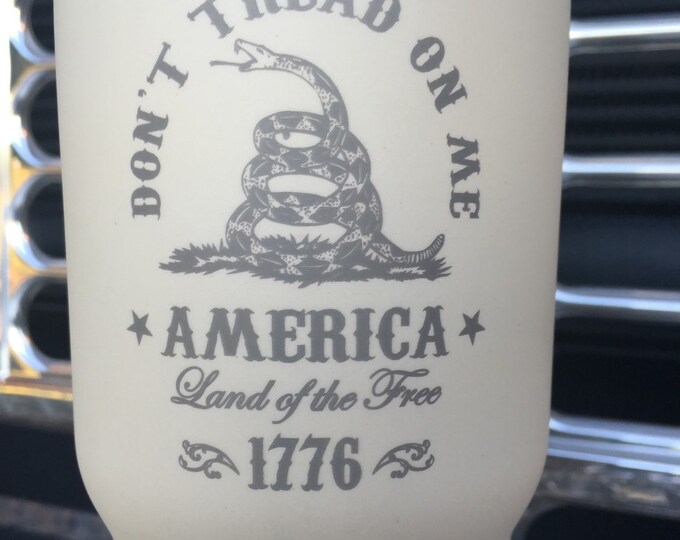 DON'T TREAD ON ME
AMERICA
Land of the Free
1776